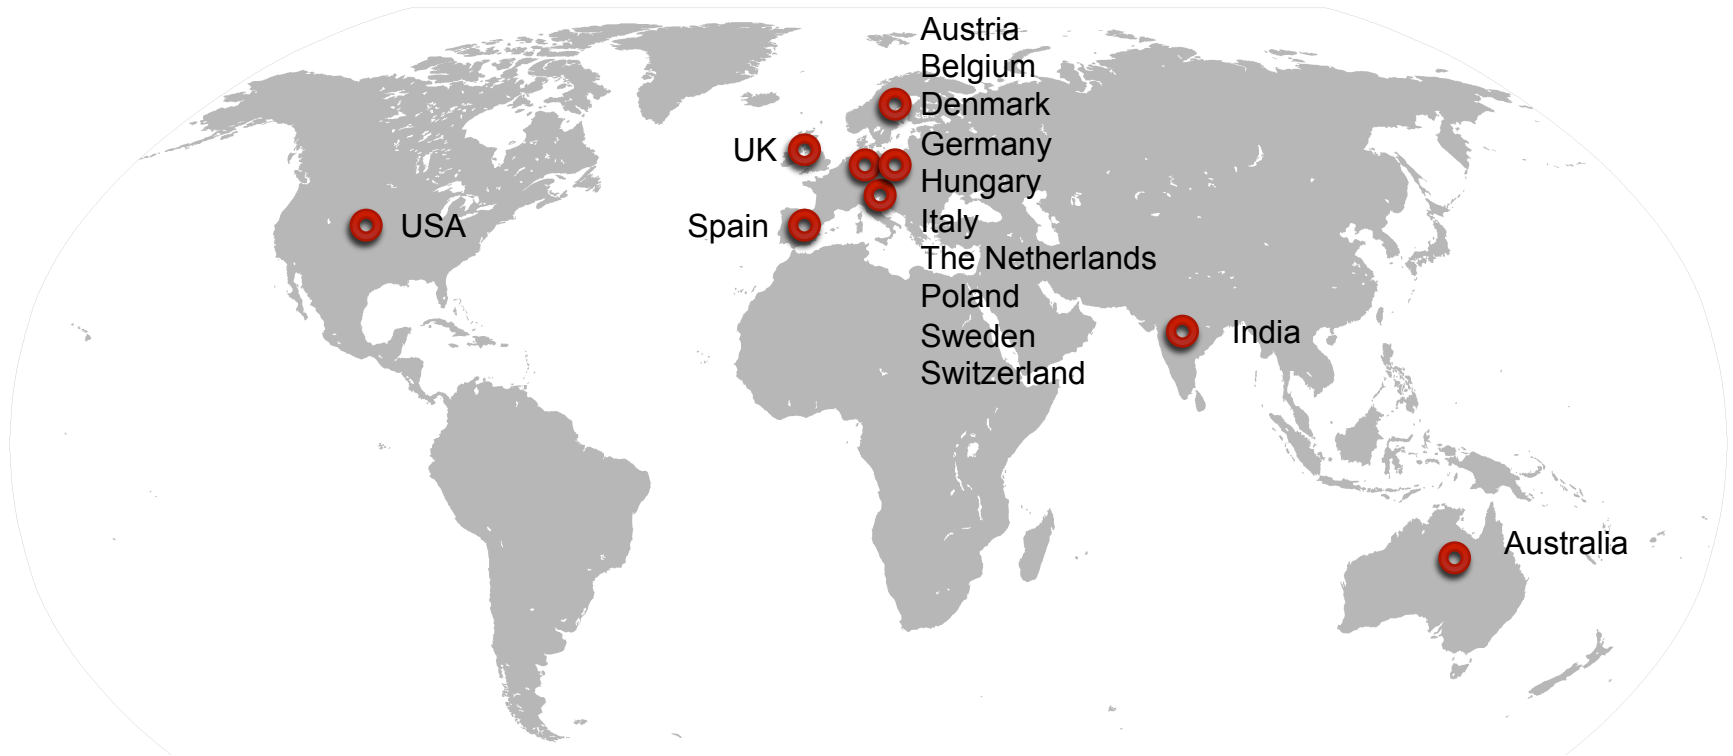 Austria
Belgium
Denmark
Germany
Hungary
Italy
The Netherlands
Poland
Sweden
Switzerland
UK
USA
Spain
India
Australia